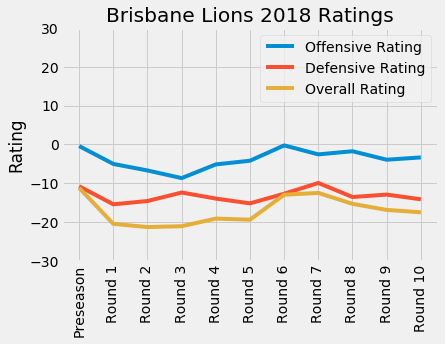 Brisbane Lions 2018 Ratings
Offensive Rating
Defensive Rating
Overall Rating
Rating
30
20
10
0
−10
−20
−30
Preseason
Round 1
Round 2
Round 3
Round 4
Round 5
Round 6
Round 7
Round 8
Round 9
Round 10